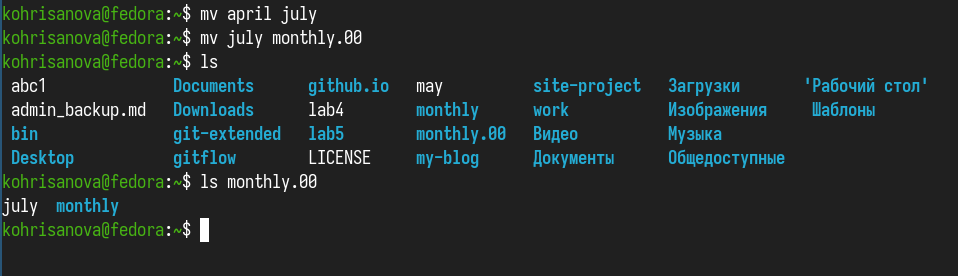 kohrisanova@fedora:~$ mv april july
kohrisanova@fedora:~$ mv july monthly.00
kohrisanova@fedora:~$ ls
abc1 Documents github.io may site-project Загрузки 'Рабочий стол'
admin_backup.md Downloads lab4 monthly work Изображения Шаблоны
bin git-extended lab5 monthly.00 Видео Музыка
Desktop gitflow LICENSE my-blog Документы Общедоступные
kohrisanova@fedora:~$ ls monthly.00
july monthly
kohrisanova@fedora:~$